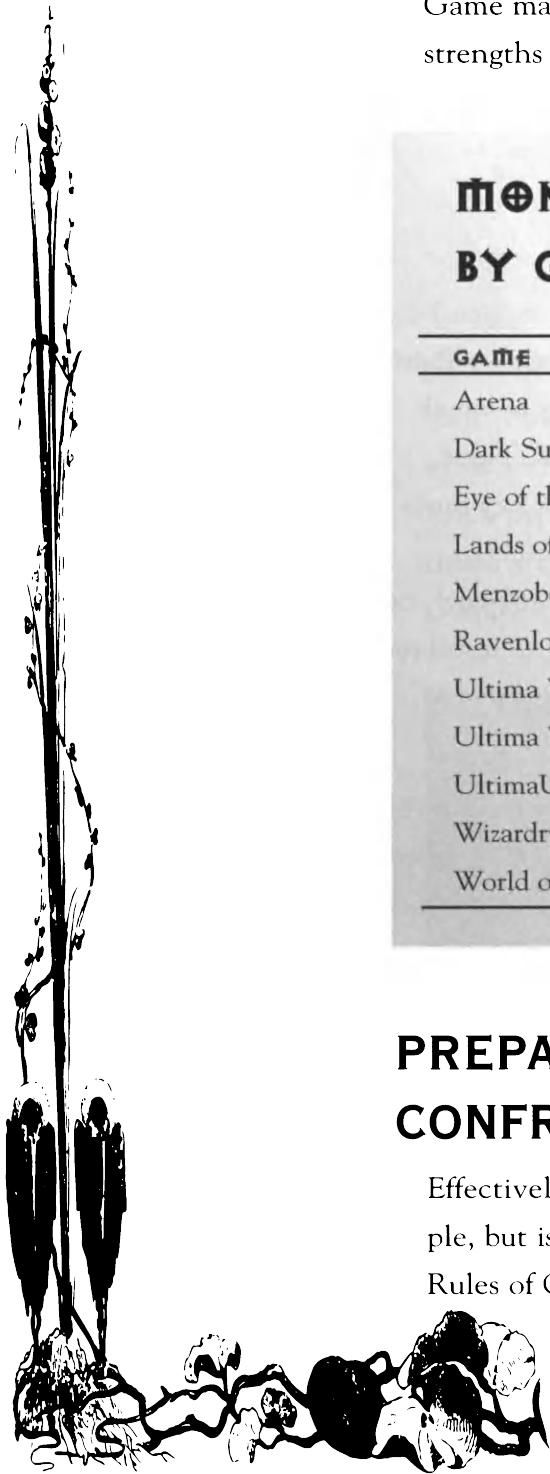 Game ma
strengths
MON
BY G
GAME
Arena
Dark Su
Eye of th
Lands of
Menzob
Ravenlo
Ultima
Ultima
UltimaU
Wizardr
World o
PREPA
CONFR
Effectivel
ple, but is
Rules of